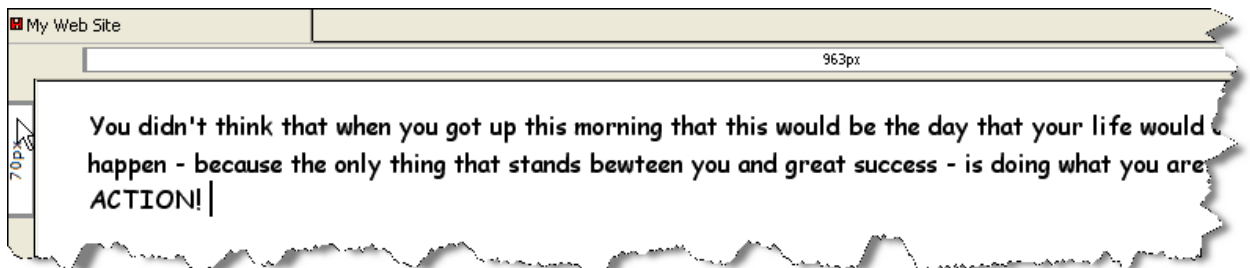 My Web Site
963px
You didn't think that when you got up this morning that this would be the day that your life would
happen - because the only thing that stands bewteen you and great success - is doing what you are
ACTION!
70px